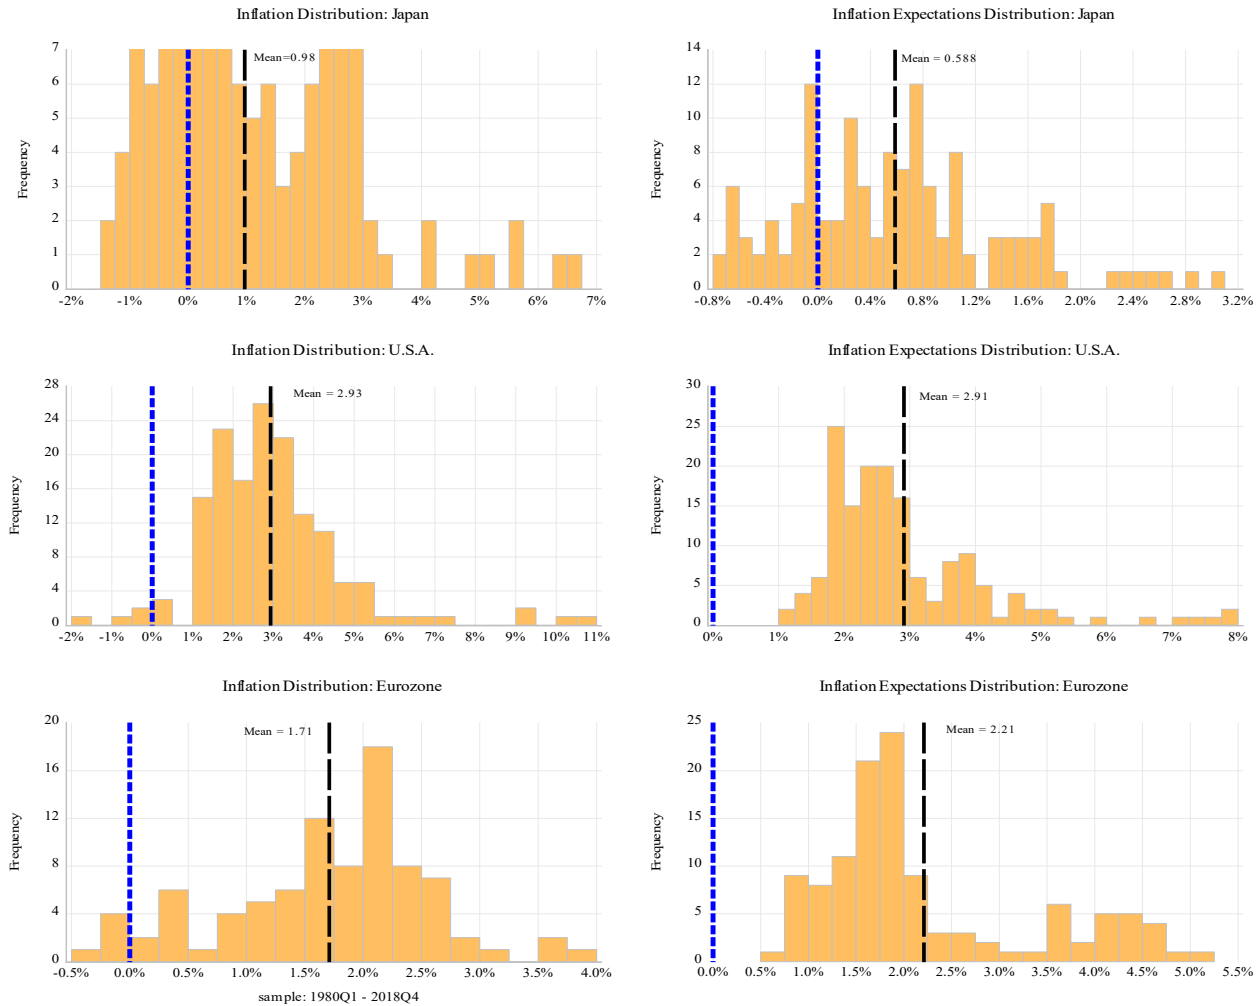 Inflation Distribution: Japan
7
6
5
4
3
2
1
0
Frequency
Mean=0.98
-2% -1% 0% 1% 2% 3% 4% 5% 6% 7%
Inflation Expectations Distribution: Japan
14
12
10
8
6
4
2
0
Frequency
Mean = 0.588
-0.8% -0.4% 0.0% 0.4% 0.8% 1.2% 1.6% 2.0% 2.4% 2.8% 3.2%
Inflation Distribution: U.S.A.
28
24
20
16
12
8
4
0
Frequency
Mean = 2.93
-2% -1% 0% 1% 2% 3% 4% 5% 6% 7% 8% 9% 10% 11%
Inflation Expectations Distribution: U.S.A.
30
25
20
15
10
5
0
Frequency
Mean = 2.91
0% 1% 2% 3% 4% 5% 6% 7% 8%
Inflation Distribution: Eurozone
20
16
12
8
4
0
Frequency
Mean = 1.71
-0.5% 0.0% 0.5% 1.0% 1.5% 2.0% 2.5% 3.0% 3.5% 4.0%
sample: 1980Q1 - 2018Q4
Inflation Expectations Distribution: Eurozone
25
20
15
10
5
0
Frequency
Mean = 2.21
0.0% 0.5% 1.0% 1.5% 2.0% 2.5% 3.0% 3.5% 4.0% 4.5% 5.0% 5.5%